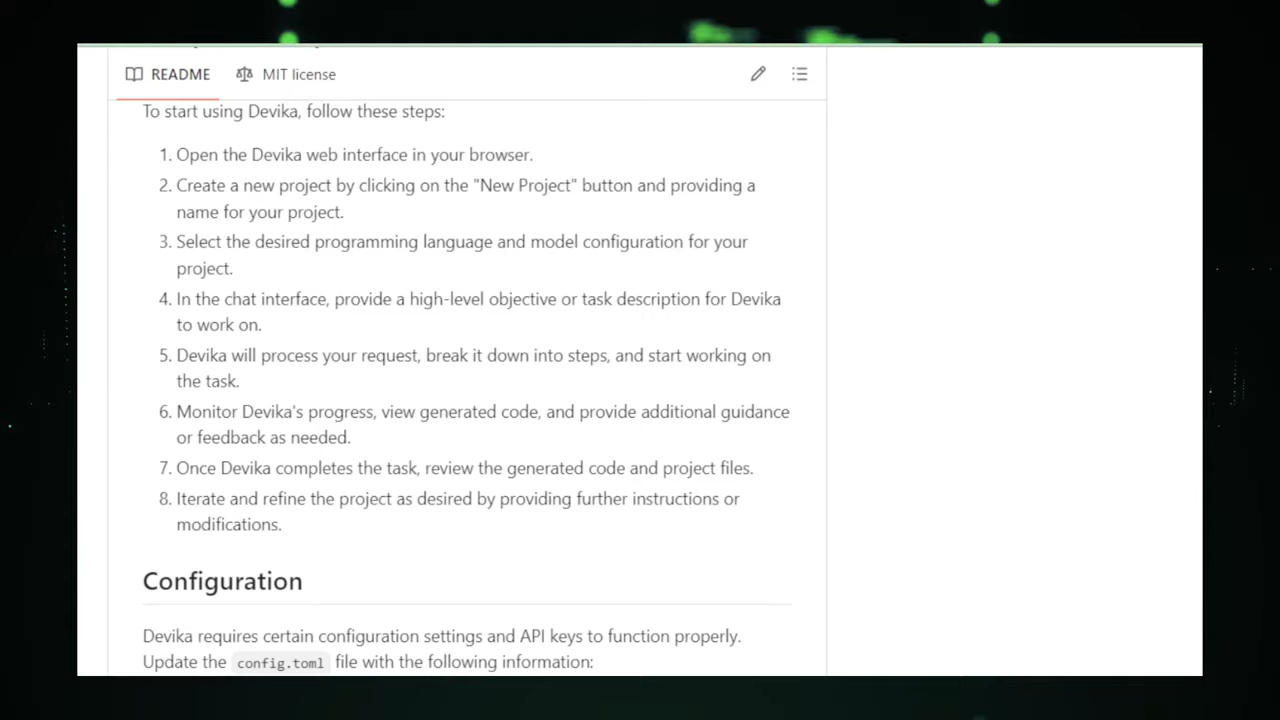 README MIT license
To start using Devika, follow these steps:
1. Open the Devika web interface in your browser.
2. Create a new project by clicking on the "New Project" button and providing a
name for your project.
3. Select the desired programming language and model configuration for your
project.
4. In the chat interface, provide a high-level objective or task description for Devika
to work on.
5. Devika will process your request, break it down into steps, and start working on
the task.
6. Monitor Devika's progress, view generated code, and provide additional guidance
or feedback as needed.
7. Once Devika completes the task, review the generated code and project files.
8. Iterate and refine the project as desired by providing further instructions or
modifications.
Configuration
Devika requires certain configuration settings and API keys to function properly.
Update the config.toml file with the following information: